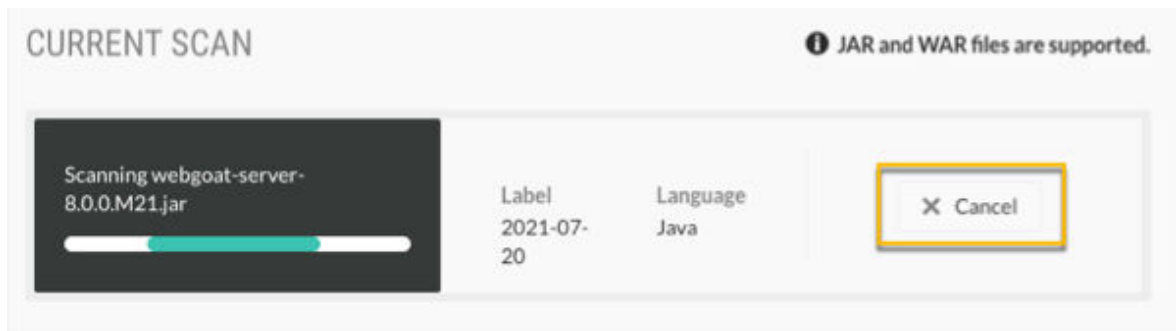 CURRENT SCAN
JAR and WAR files are supported.
Scanning webgoat-server-
8.0.0.M21.jar
Label
2021-07-
20
Language
Java
Cancel